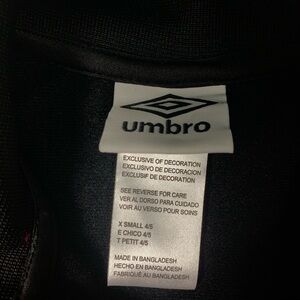 umbro
EXCLUSIVE OF DECORATION
EXCLUSIVO DE DECORACION
EXCLUSIF DE DECORATION
SEE REVERSE FOR CARE
VER AL DORSO PARA CUIDADO
VOIR AU VERSO POUR SOINS
X SMALL 4/5
E CHICO 4/5
T PETIT 4/5
MADE IN BANGLADESH
HECHO EN BANGLADESH
FABRIQUÉ AU BANGLADESH